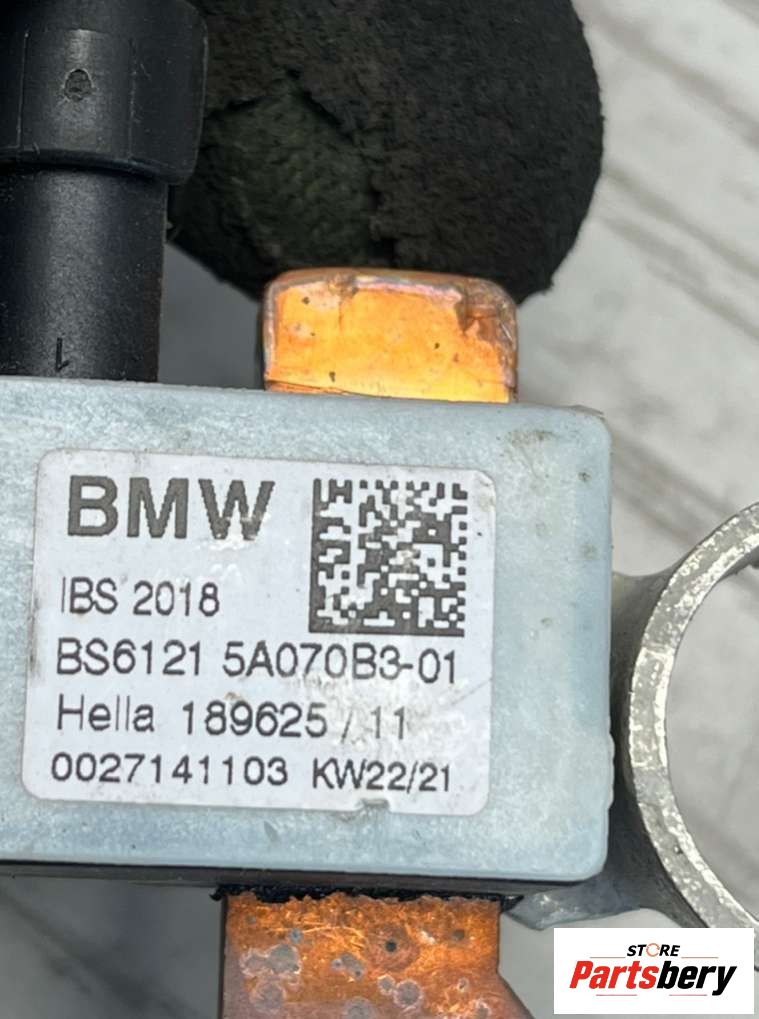 BMW
IBS 2018
BS6121 5A070B3-01
Hella 189625 / 11
0027141103 KW22/21
STORE
Partsbery